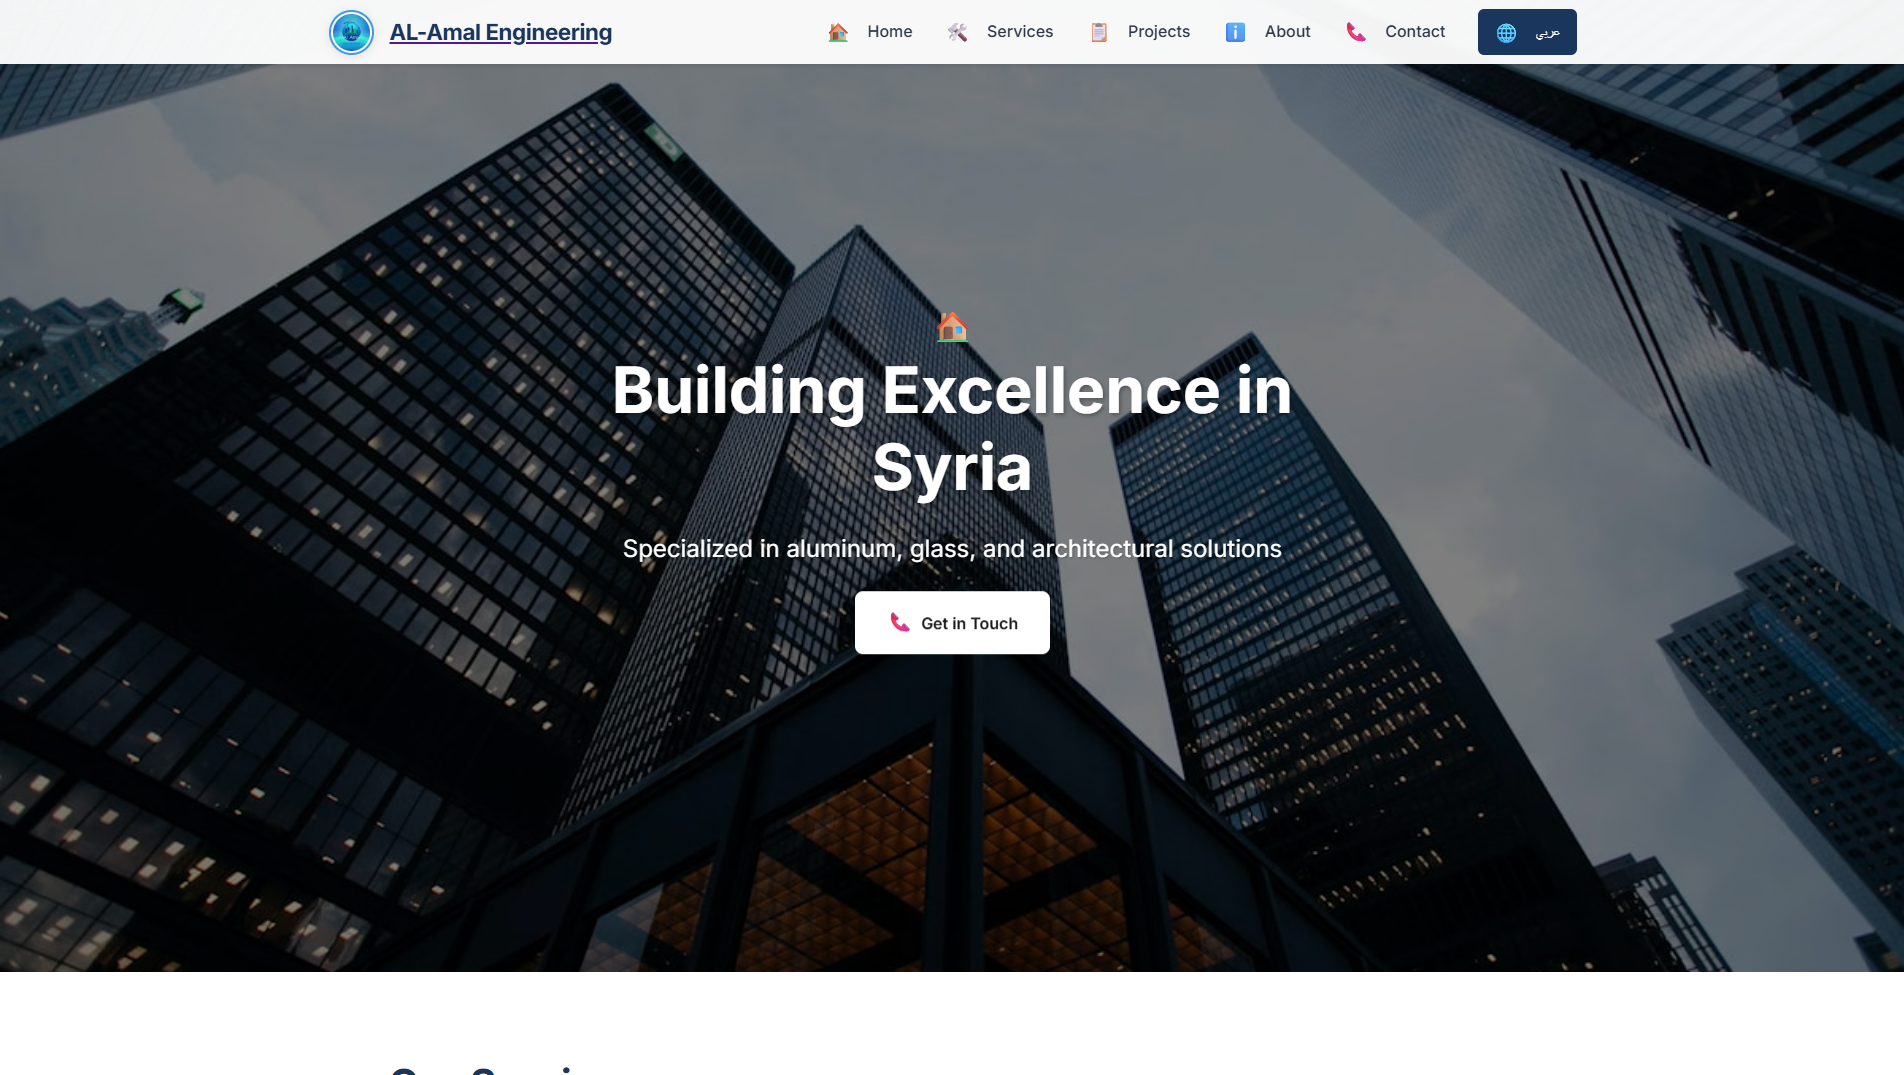 AL-Amal Engineering
Home
Services
Projects
About
Contact
عربي
Building Excellence in
Syria
Specialized in aluminum, glass, and architectural solutions
Get in Touch